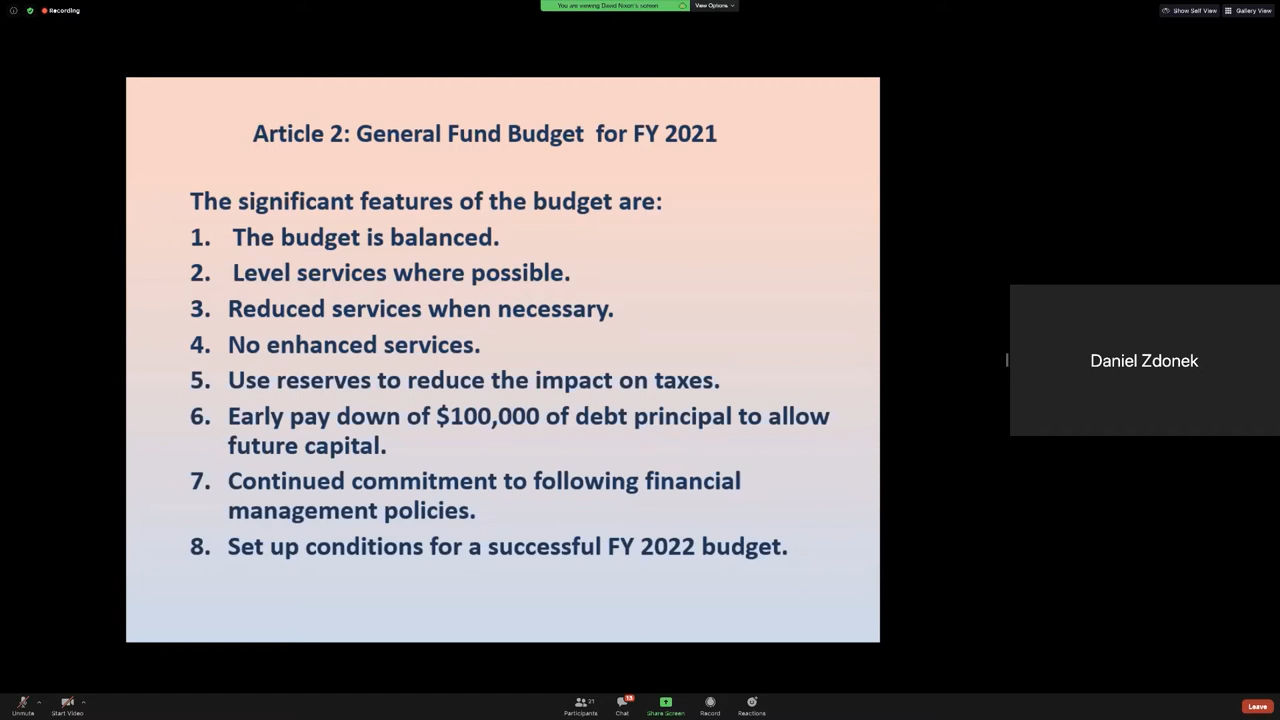 Recording
You are viewing David Nixon's screen
View Options
Show Self View
Gallery View
Article 2: General Fund Budget for FY 2021
The significant features of the budget are:
1. The budget is balanced.
2. Level services where possible.
3. Reduced services when necessary.
4. No enhanced services.
5. Use reserves to reduce the impact on taxes.
6. Early pay down of $100,000 of debt principal to allow
future capital.
7. Continued commitment to following financial
management policies.
8. Set up conditions for a successful FY 2022 budget.
Daniel Zdonek
Unmute
Start Video
Participants
Chat
Share Screen
Record
Reactions
Leave